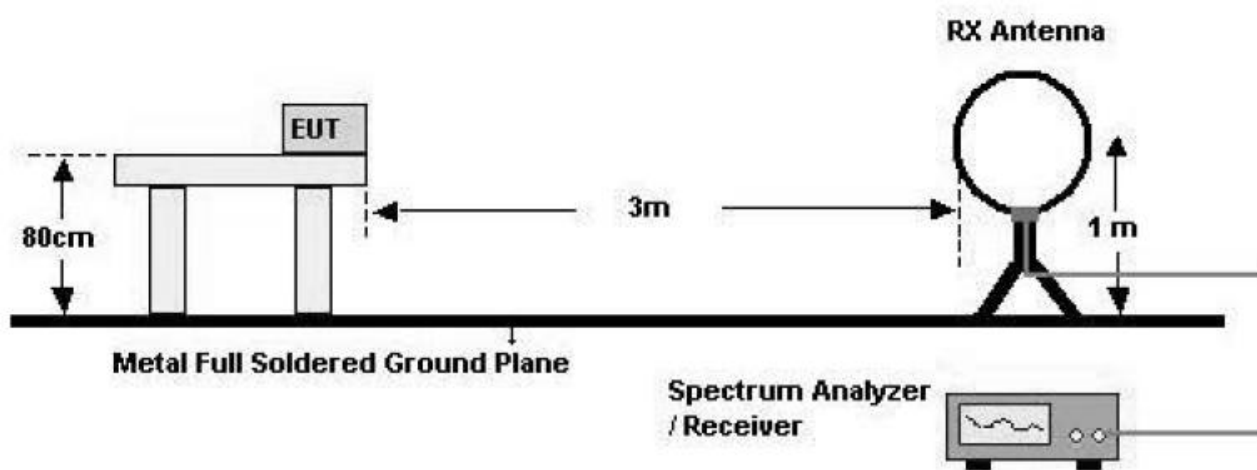 RX Antenna
EUT
80cm
3m
1 m
Metal Full Soldered Ground Plane
Spectrum Analyzer
/ Receiver